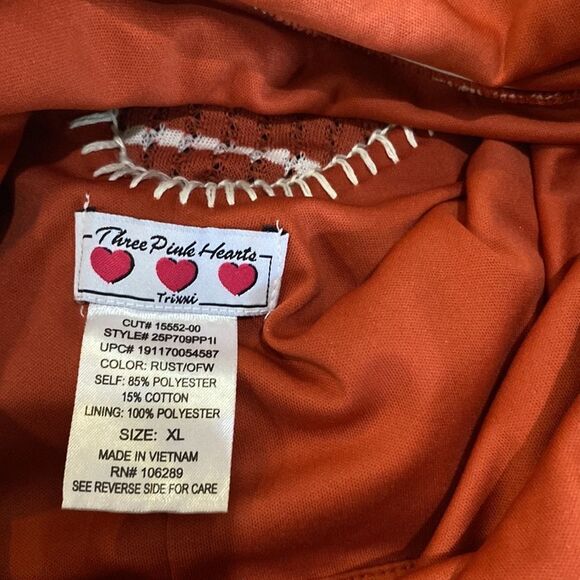 Three Pink Hearts
Trixxi
CUT# 15552-00
STYLE# 25P709PP1I
UPC# 191170054587
COLOR: RUST/OFW
SELF: 85% POLYESTER
15% COTTON
LINING: 100% POLYESTER
SIZE: XL
MADE IN VIETNAM
RN# 106289
SEE REVERSE SIDE FOR CARE